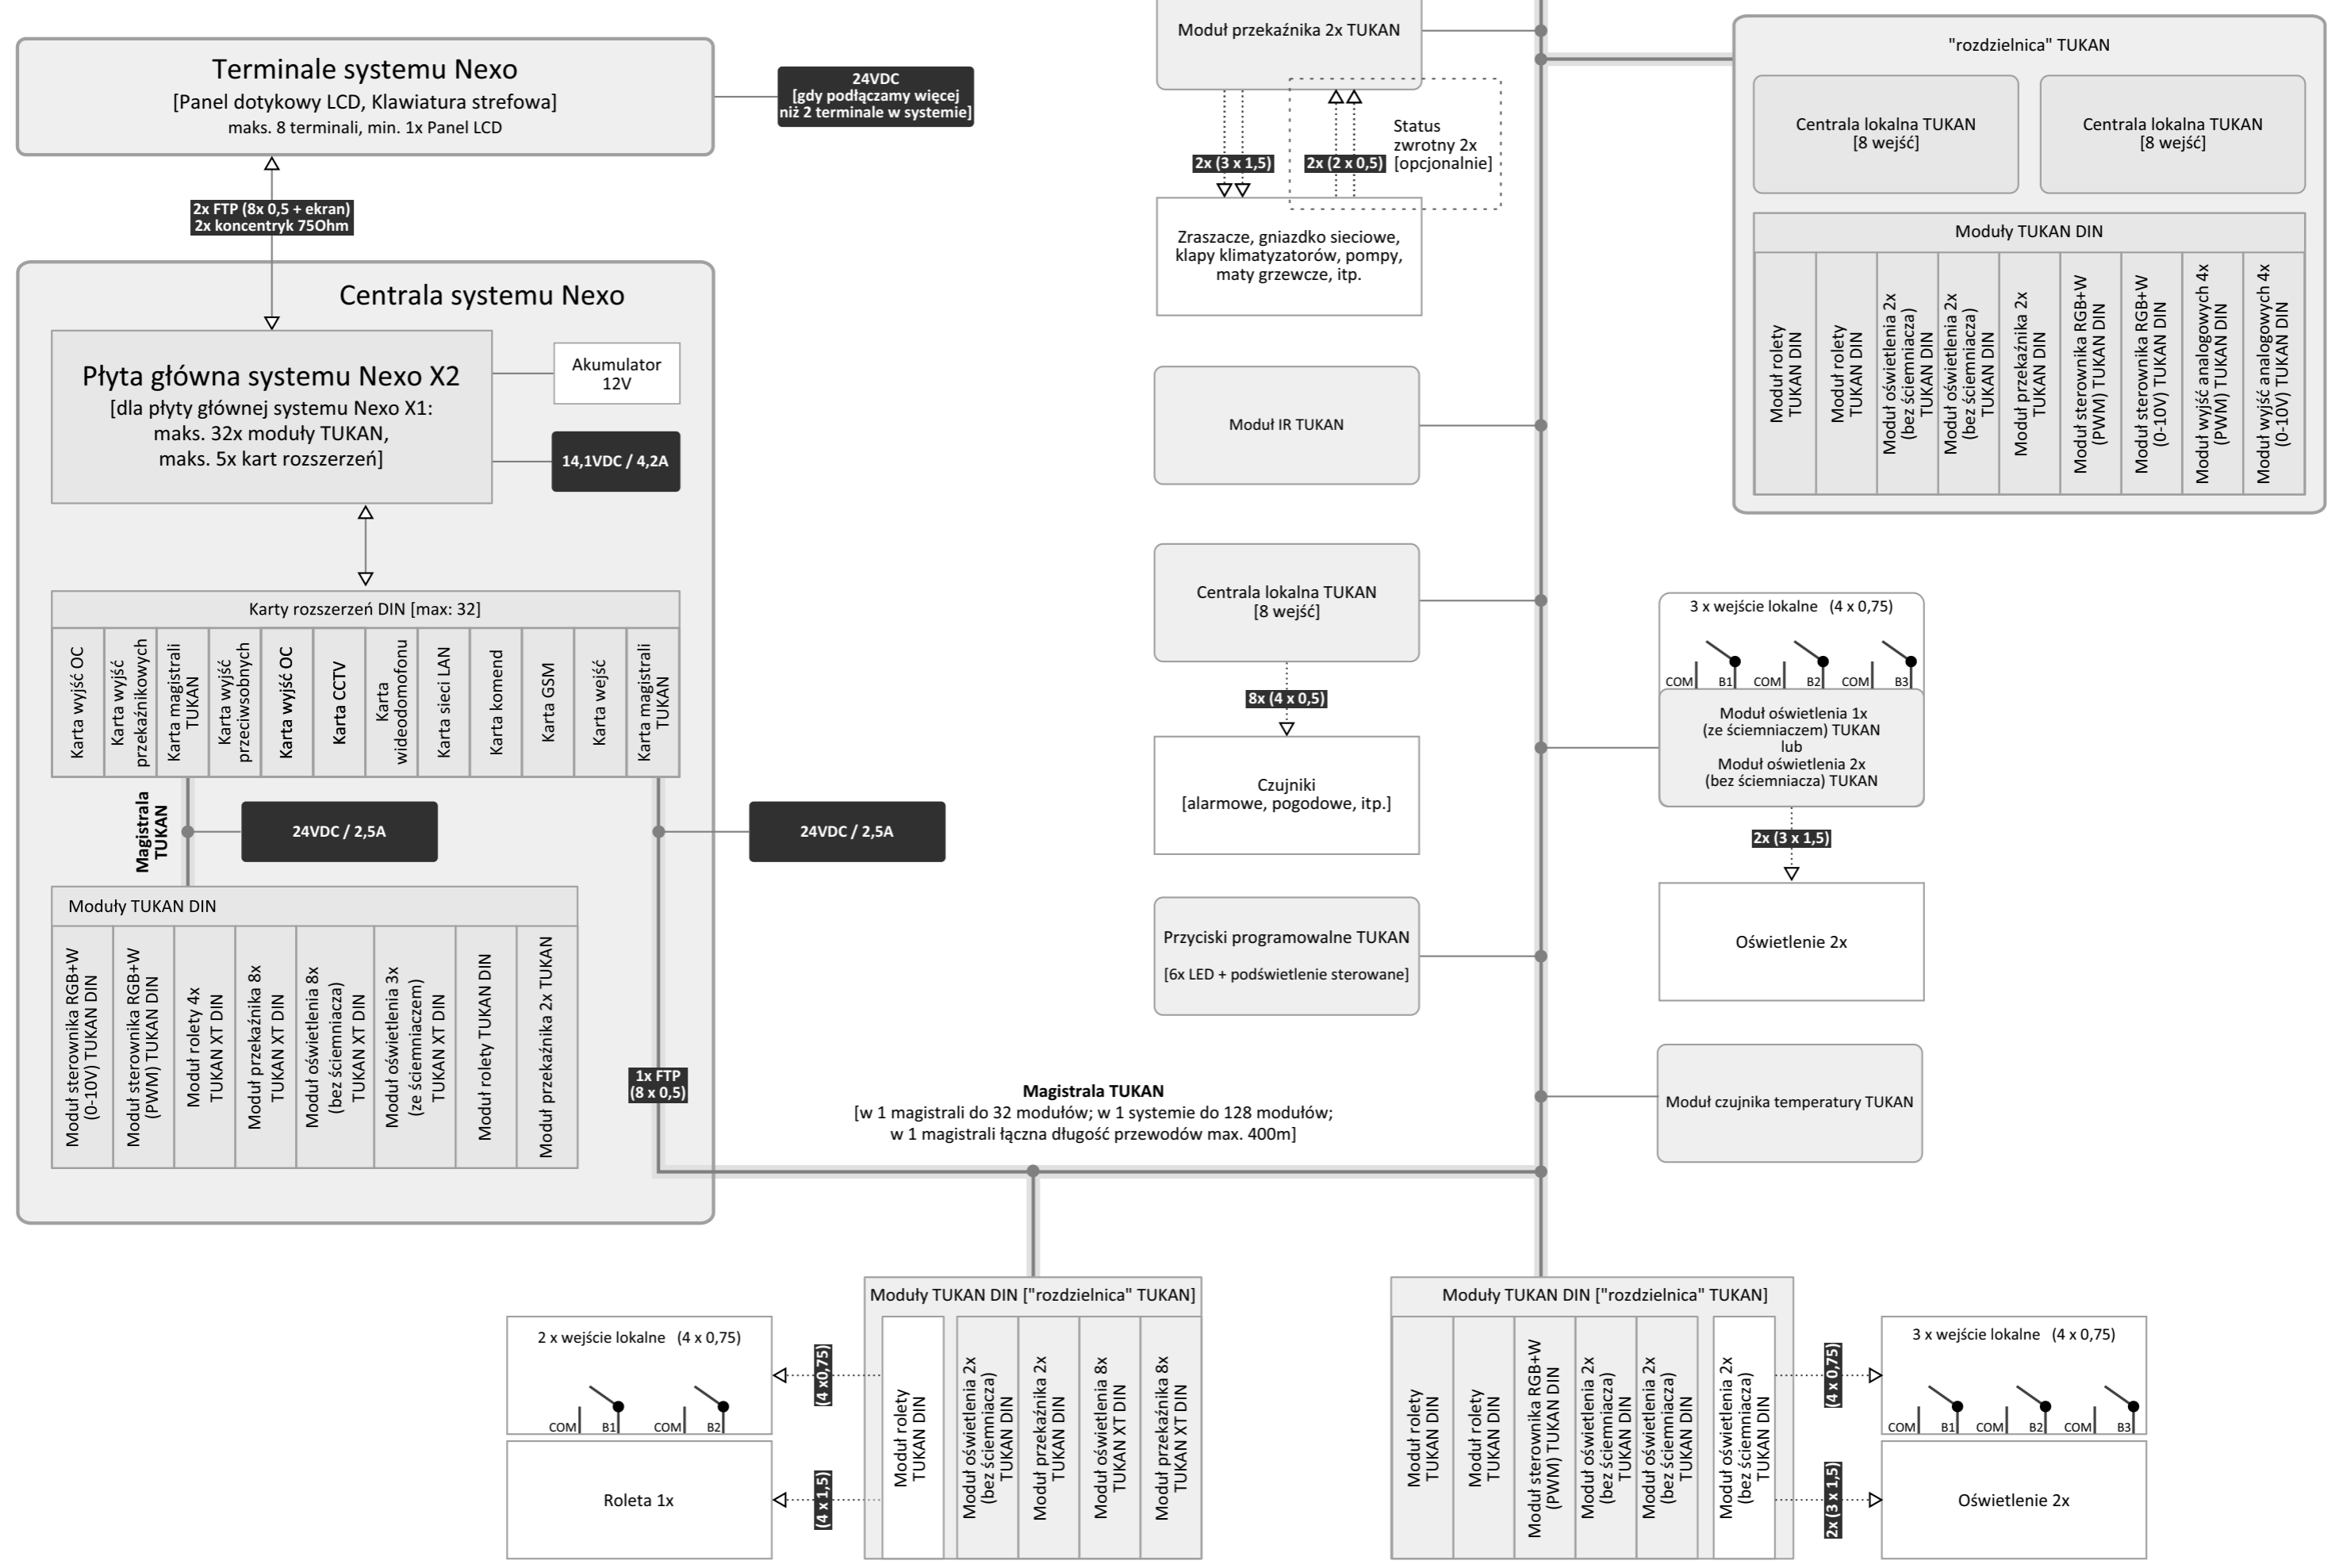 Terminale systemu Nexo
[Panel dotykowy LCD, Klawiatura strefowa]
maks. 8 terminali, min. 1x Panel LCD
24VDC
[gdy podłączamy więcej
niż 2 terminale w systemie]
2x FTP (8x 0,5 + ekran)
2x koncentryk 75Ohm
Centrala systemu Nexo
Płyta główna systemu Nexo X2
[dla płyty głównej systemu Nexo X1:
maks. 32x moduły TUKAN,
maks. 5x kart rozszerzeń]
Akumulator
12V
14,1VDC / 4,2A
Karty rozszerzeń DIN [max: 32]
Karta wyjść OC
Karta wyjść
przekaźnikowych
Karta magistrali
TUKAN
Karta wyjść
przeciwsobnych
Karta wyjść OC
Karta CCTV
Karta
wideodomofonu
Karta sieci LAN
Karta komend
Karta GSM
Karta wejść
Karta magistrali
TUKAN
Magistrala
TUKAN
24VDC / 2,5A
24VDC / 2,5A
Moduły TUKAN DIN
Moduł sterownika RGB+W
(0-10V) TUKAN DIN
Moduł sterownika RGB+W
(PWM) TUKAN DIN
Moduł rolety 4x
TUKAN XT DIN
Moduł przekaźnika 8x
TUKAN XT DIN
Moduł oświetlenia 8x
(bez ściemniacza)
TUKAN XT DIN
Moduł oświetlenia 3x
(ze ściemniaczem)
TUKAN XT DIN
Moduł rolety TUKAN DIN
Moduł przekaźnika 2x TUKAN
1x FTP
(8 x 0,5)
Magistrala TUKAN
[w 1 magistrali do 32 modułów; w 1 systemie do 128 modułów;
w 1 magistrali łączna długość przewodów max. 400m]
Moduł przekaźnika 2x TUKAN
2x (3 x 1,5)
2x (2 x 0,5)
Status
zwrotny 2x
[opcjonalnie]
Zraszacze, gniazdko sieciowe,
klapy klimatyzatorów, pompy,
maty grzewcze, itp.
Moduł IR TUKAN
Centrala lokalna TUKAN
[8 wejść]
8x (4 x 0,5)
Czujniki
[alarmowe, pogodowe, itp.]
Przyciski programowalne TUKAN
[6x LED + podświetlenie sterowane]
"rozdzielnica" TUKAN
Centrala lokalna TUKAN
[8 wejść]
Centrala lokalna TUKAN
[8 wejść]
Moduły TUKAN DIN
Moduł rolety
TUKAN DIN
Moduł rolety
TUKAN DIN
Moduł oświetlenia 2x
(bez ściemniacza)
TUKAN DIN
Moduł oświetlenia 2x
(bez ściemniacza)
TUKAN DIN
Moduł przekaźnika 2x
TUKAN DIN
Moduł sterownika RGB+W
(PWM) TUKAN DIN
Moduł sterownika RGB+W
(0-10V) TUKAN DIN
Moduł wyjść analogowych 4x
(PWM) TUKAN DIN
Moduł wyjść analogowych 4x
(0-10V) TUKAN DIN
3 x wejście lokalne (4 x 0,75)
COM B1 COM B2 COM B3
Moduł oświetlenia 1x
(ze ściemniaczem) TUKAN
lub
Moduł oświetlenia 2x
(bez ściemniacza) TUKAN
2x (3 x 1,5)
Oświetlenie 2x
Moduł czujnika temperatury TUKAN
2 x wejście lokalne (4 x 0,75)
COM B1 COM B2
Roleta 1x
(4 x0,75)
(4 x 1,5)
Moduły TUKAN DIN ["rozdzielnica" TUKAN]
Moduł rolety
TUKAN DIN
Moduł oświetlenia 2x
(bez ściemniacza)
TUKAN DIN
Moduł przekaźnika 2x
TUKAN DIN
Moduł oświetlenia 8x
TUKAN XT DIN
Moduł przekaźnika 8x
TUKAN XT DIN
Moduły TUKAN DIN ["rozdzielnica" TUKAN]
Moduł rolety
TUKAN DIN
Moduł rolety
TUKAN DIN
Moduł sterownika RGB+W
(PWM) TUKAN DIN
Moduł oświetlenia 2x
(bez ściemniacza)
TUKAN DIN
Moduł oświetlenia 2x
(bez ściemniacza)
TUKAN DIN
Moduł oświetlenia 2x
(bez ściemniacza)
TUKAN DIN
(4 x 0,75)
2x (3 x 1,5)
3 x wejście lokalne (4 x 0,75)
COM B1 COM B2 COM B3
Oświetlenie 2x